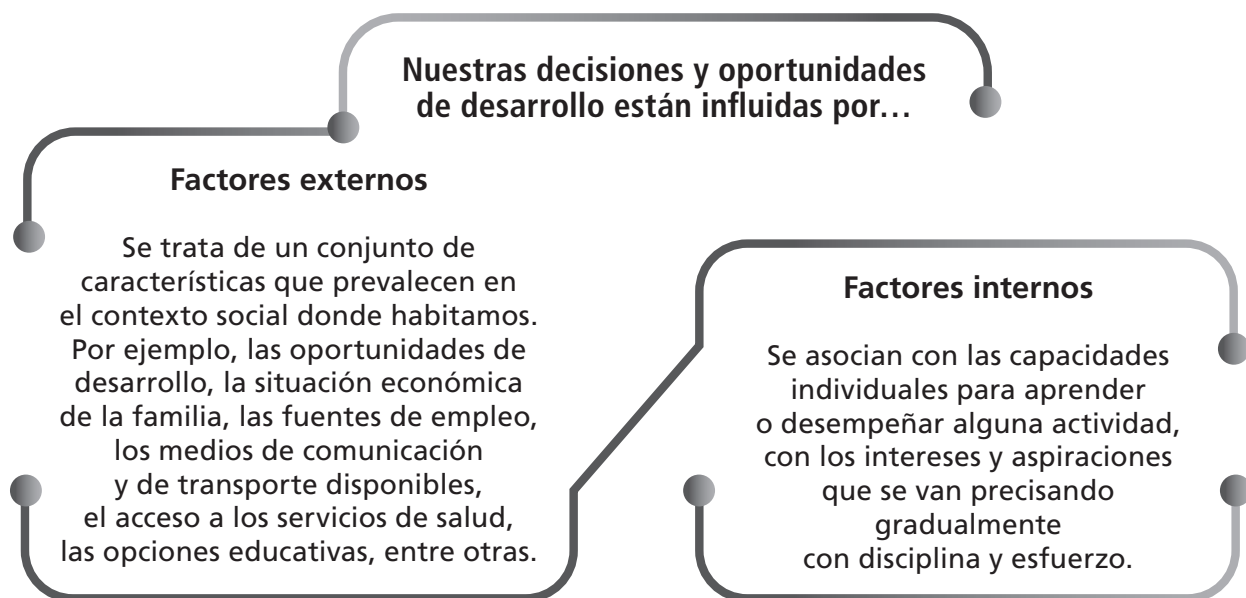 Nuestras decisiones y oportunidades
de desarrollo están influidas por…
Factores externos
Se trata de un conjunto de
características que prevalecen en
el contexto social donde habitamos.
Por ejemplo, las oportunidades de
desarrollo, la situación económica
de la familia, las fuentes de empleo,
los medios de comunicación
y de transporte disponibles,
el acceso a los servicios de salud,
las opciones educativas, entre otras.
Factores internos
Se asocian con las capacidades
individuales para aprender
o desempeñar alguna actividad,
con los intereses y aspiraciones
que se van precisando
gradualmente
con disciplina y esfuerzo.